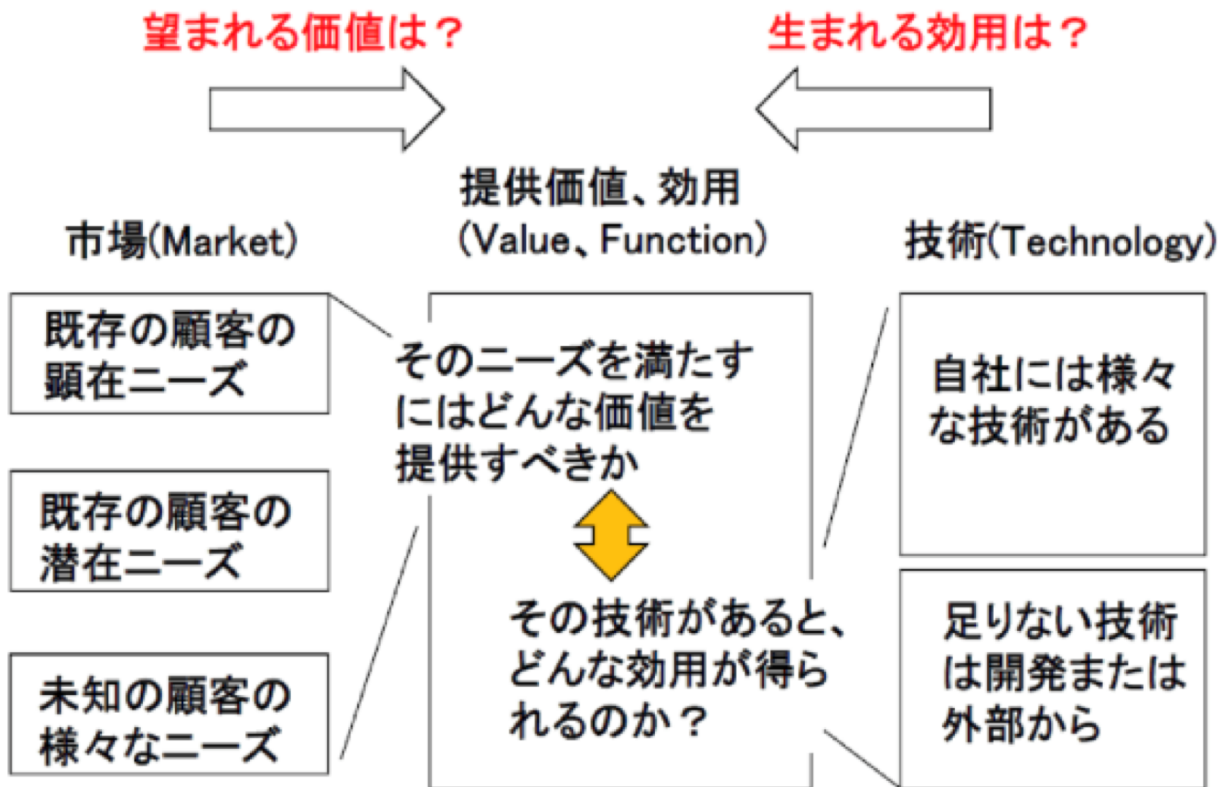 望まれる価値は？
生まれる効用は？
提供価値、効用
(Value、Function)
市場(Market)
技術(Technology)
既存の顧客の
顕在ニーズ
既存の顧客の
潜在ニーズ
未知の顧客の
様々なニーズ
そのニーズを満たす
にはどんな価値を
提供すべきか
その技術があると、
どんな効用が得ら
れるのか？
自社には様々
な技術がある
足りない技術
は開発または
外部から